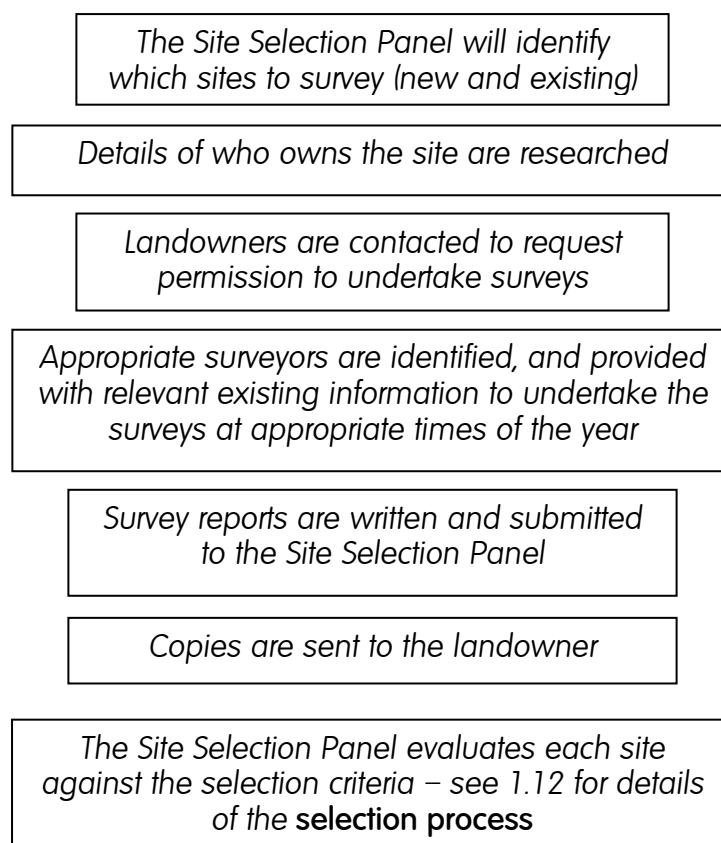 The Site Selection Panel will identify
which sites to survey (new and existing)
Details of who owns the site are researched
Landowners are contacted to request
permission to undertake surveys
Appropriate surveyors are identified, and provided
with relevant existing information to undertake the
surveys at appropriate times of the year
Survey reports are written and submitted
to the Site Selection Panel
Copies are sent to the landowner
The Site Selection Panel evaluates each site
against the selection criteria – see 1.12 for details
of the selection process